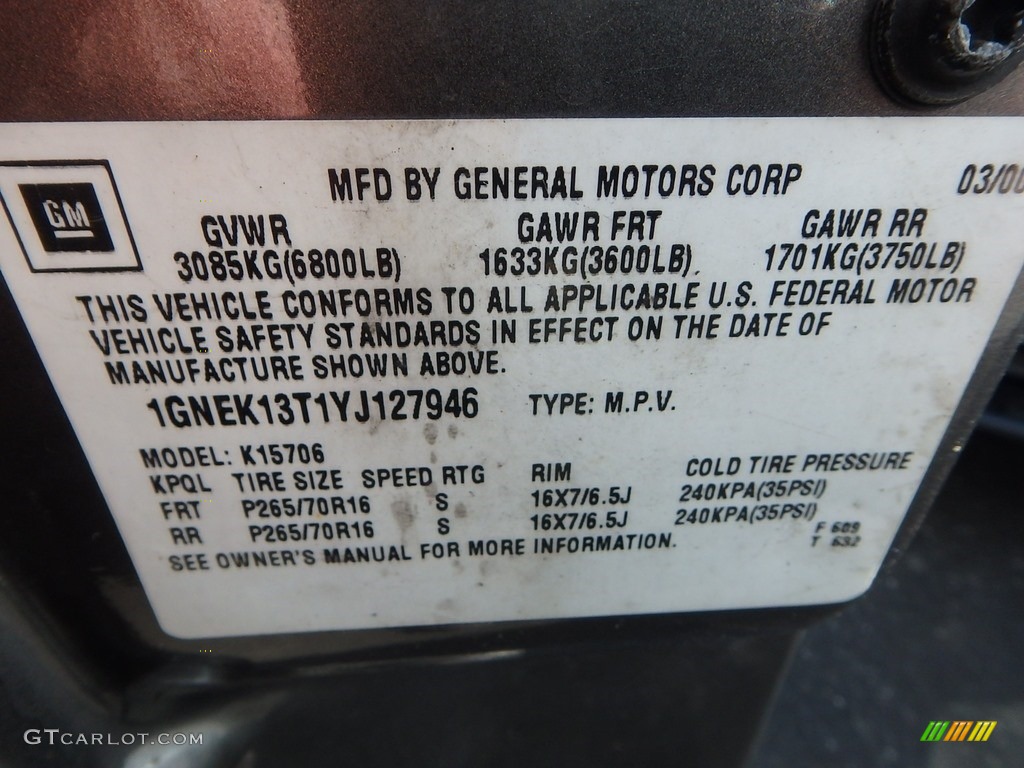 MFD BY GENERAL MOTORS CORP 03/00
GM
GVWR GAWR FRT GAWR RR
3085KG(6800LB) 1633KG(3600LB) 1701KG(3750LB)
THIS VEHICLE CONFORMS TO ALL APPLICABLE U.S. FEDERAL MOTOR
VEHICLE SAFETY STANDARDS IN EFFECT ON THE DATE OF
MANUFACTURE SHOWN ABOVE.
1GNEK13T1YJ127946 TYPE: M.P.V.
MODEL: K15706
KPQL TIRE SIZE SPEED RTG RIM COLD TIRE PRESSURE
FRT P265/70R16 S 16X7/6.5J 240KPA(35PSI)
RR P265/70R16 S 16X7/6.5J 240KPA(35PSI)
SEE OWNER'S MANUAL FOR MORE INFORMATION.
F 609
T 632
GTCARLOT.COM